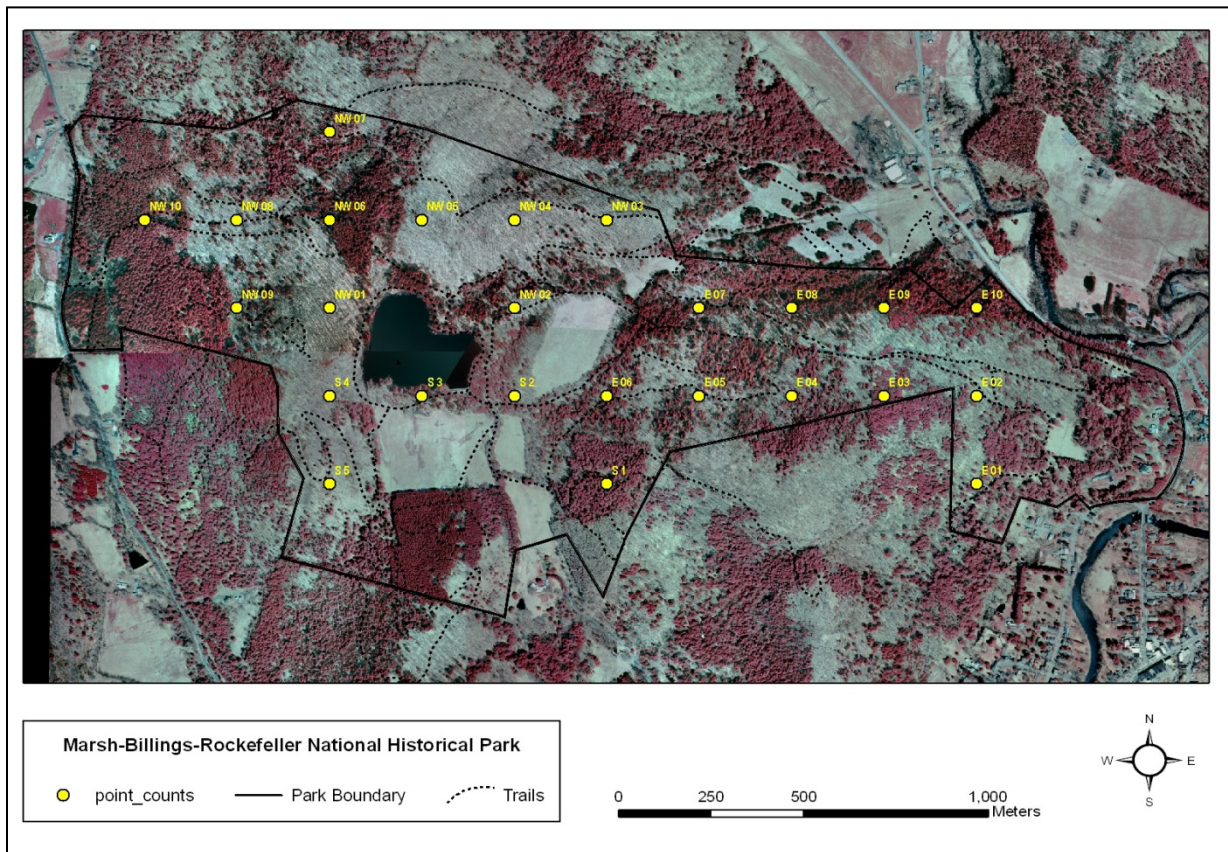 NW 07
NW 10 NW 08 NW 06 NW 05 NW 04 NW 03
NW 09 NW 01 NW 02 E 07 E 08 E 09 E 10
S 4 S 3 S 2 E 06 E 05 E 04 E 03 E 02
S 5 S 1 E 01
Marsh-Billings-Rockefeller National Historical Park
point_counts Park Boundary Trails
0 250 500 1,000
Meters
N
W E
S